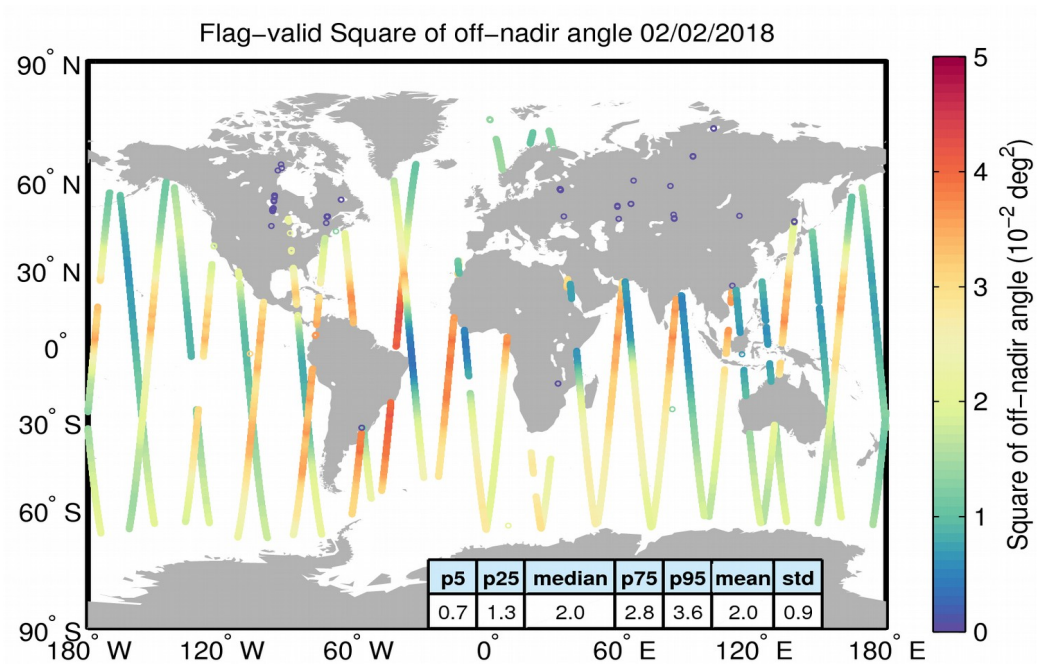 Flag−valid Square of off−nadir angle 02/02/2018
90° N
60° N
30° N
0°
30° S
60° S
90° S
180° W
120° W
60° W
0°
60° E
120° E
180° E
p5 p25 median p75 p95 mean std
0.7 1.3 2.0 2.8 3.6 2.0 0.9
5
4
3
2
1
0
Square of off−nadir angle (10⁻² deg²)